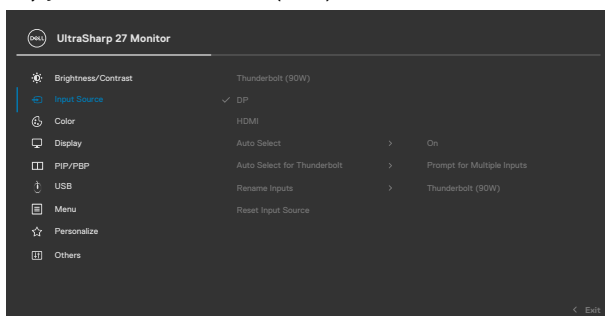 DELL UltraSharp 27 Monitor
Brightness/Contrast Thunderbolt (90W)
Input Source ✓ DP
Color HDMI
Display Auto Select > On
PIP/PBP Auto Select for Thunderbolt > Prompt for Multiple Inputs
USB Rename Inputs > Thunderbolt (90W)
Menu Reset Input Source
Personalize
Others
< Exit